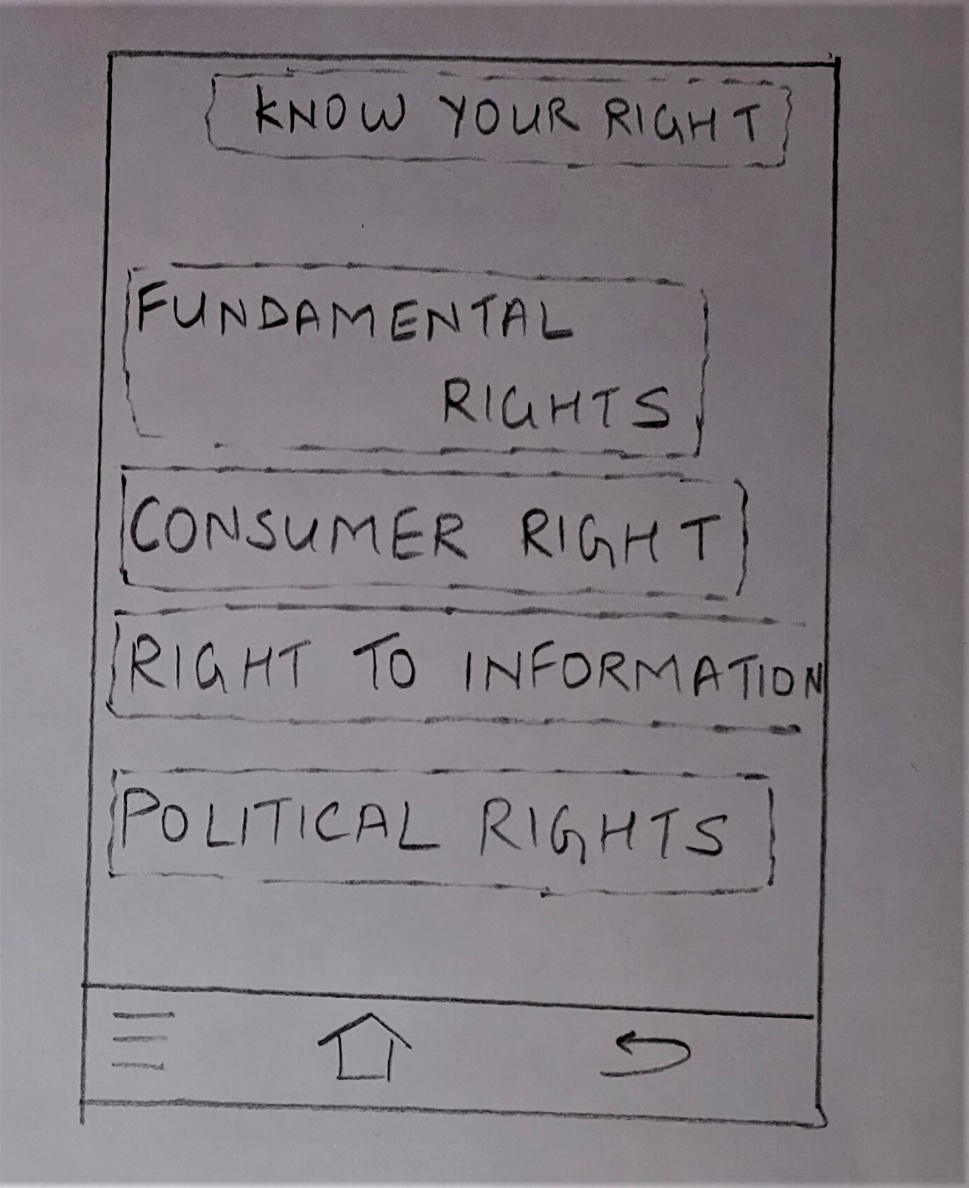 KNOW YOUR RIGHT
FUNDAMENTAL
RIGHTS
CONSUMER RIGHT
RIGHT TO INFORMATION
POLITICAL RIGHTS